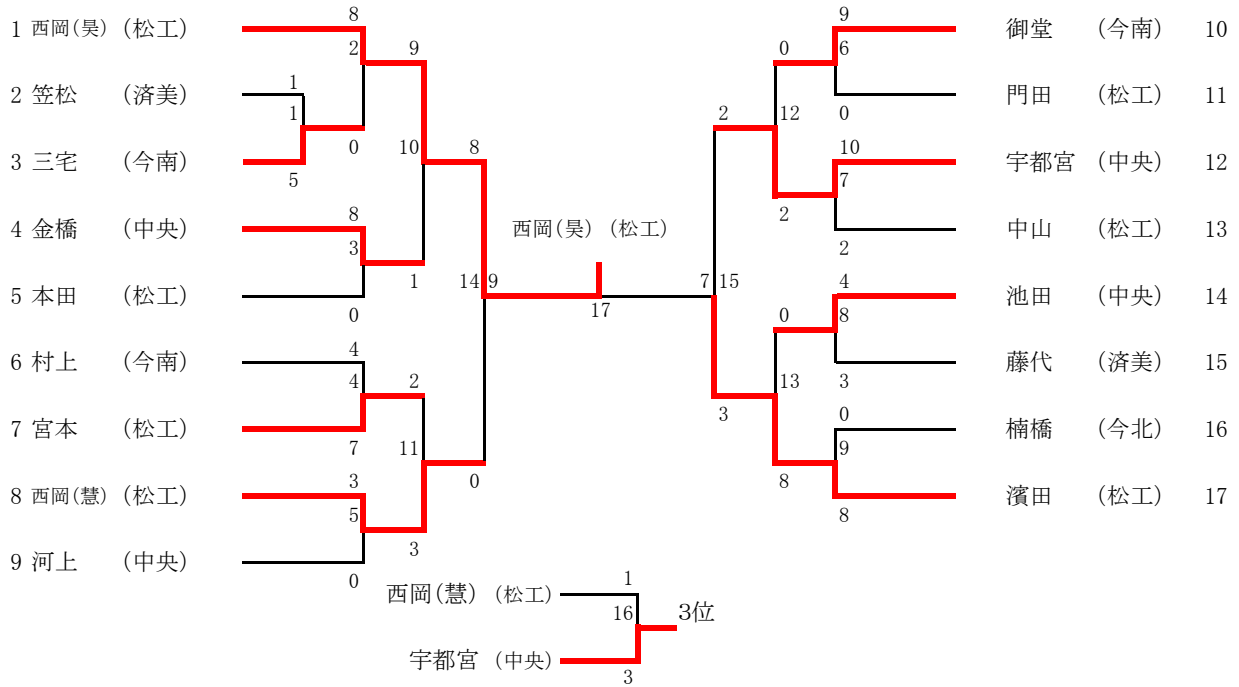 1 西岡(昊) (松工)
2 笠松 (済美)
3 三宅 (今南)
4 金橋 (中央)
5 本田 (松工)
6 村上 (今南)
7 宮本 (松工)
8 西岡(慧) (松工)
9 河上 (中央)
8
2
9
1
1
0
5
10
8
8
3
1
0
14
9
4
4
2
7
11
0
3
5
3
0
西岡(昊) (松工)
17
9
0
6
2
12
0
10
7
2
2
7
15
4
0
8
13
3
3
0
9
8
8
御堂 (今南) 10
門田 (松工) 11
宇都宮 (中央) 12
中山 (松工) 13
池田 (中央) 14
藤代 (済美) 15
楠橋 (今北) 16
濱田 (松工) 17
西岡(慧) (松工)
1
16
3位
宇都宮 (中央)
3